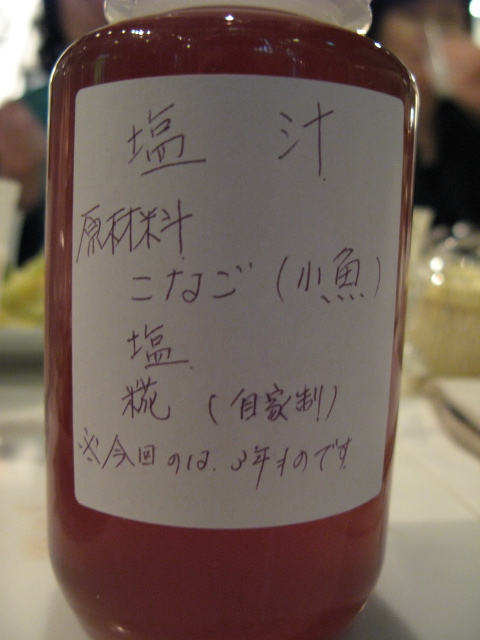 塩 汁
原材料
こなご（小魚）
塩
糀（自家制）
※今回のは、3年ものです